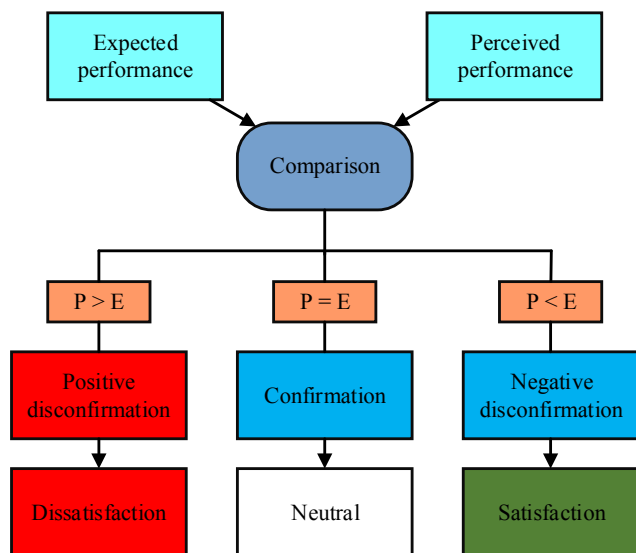 Expected
performance
Perceived
performance
Comparison
P > E
P = E
P < E
Positive
disconfirmation
Confirmation
Negative
disconfirmation
Dissatisfaction
Neutral
Satisfaction